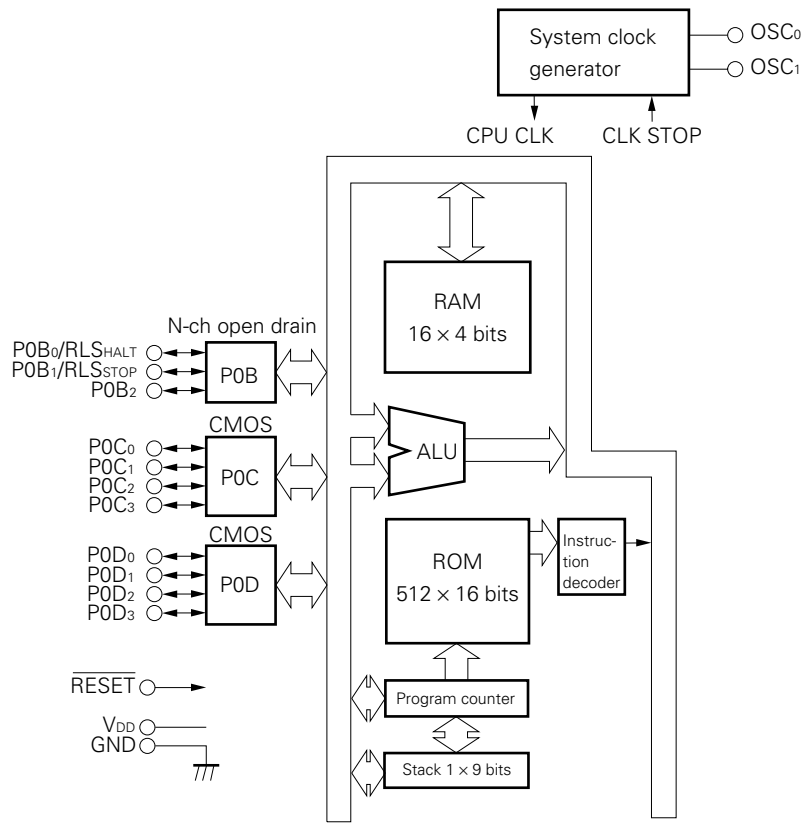 System clock
generator
OSC₀
OSC₁
CPU CLK
CLK STOP
RAM
16 × 4 bits
N-ch open drain
P0B₀/RLSHALT
P0B₁/RLSSTOP
P0B₂
P0B
CMOS
P0C₀
P0C₁
P0C₂
P0C₃
P0C
ALU
CMOS
P0D₀
P0D₁
P0D₂
P0D₃
P0D
ROM
512 × 16 bits
Instruc-
tion
decoder
RESET
Program counter
VDD
GND
Stack 1 × 9 bits